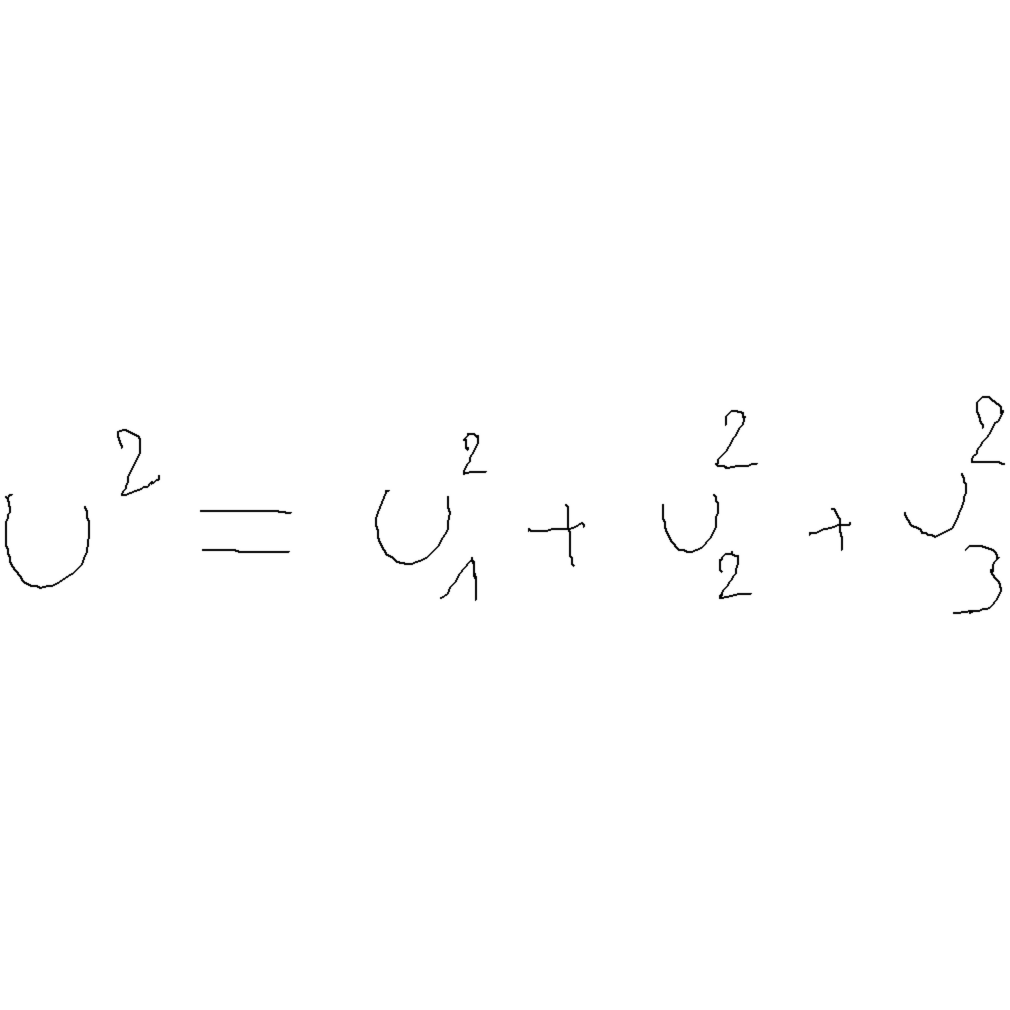 U² = U₁² + U₂² + U₃²